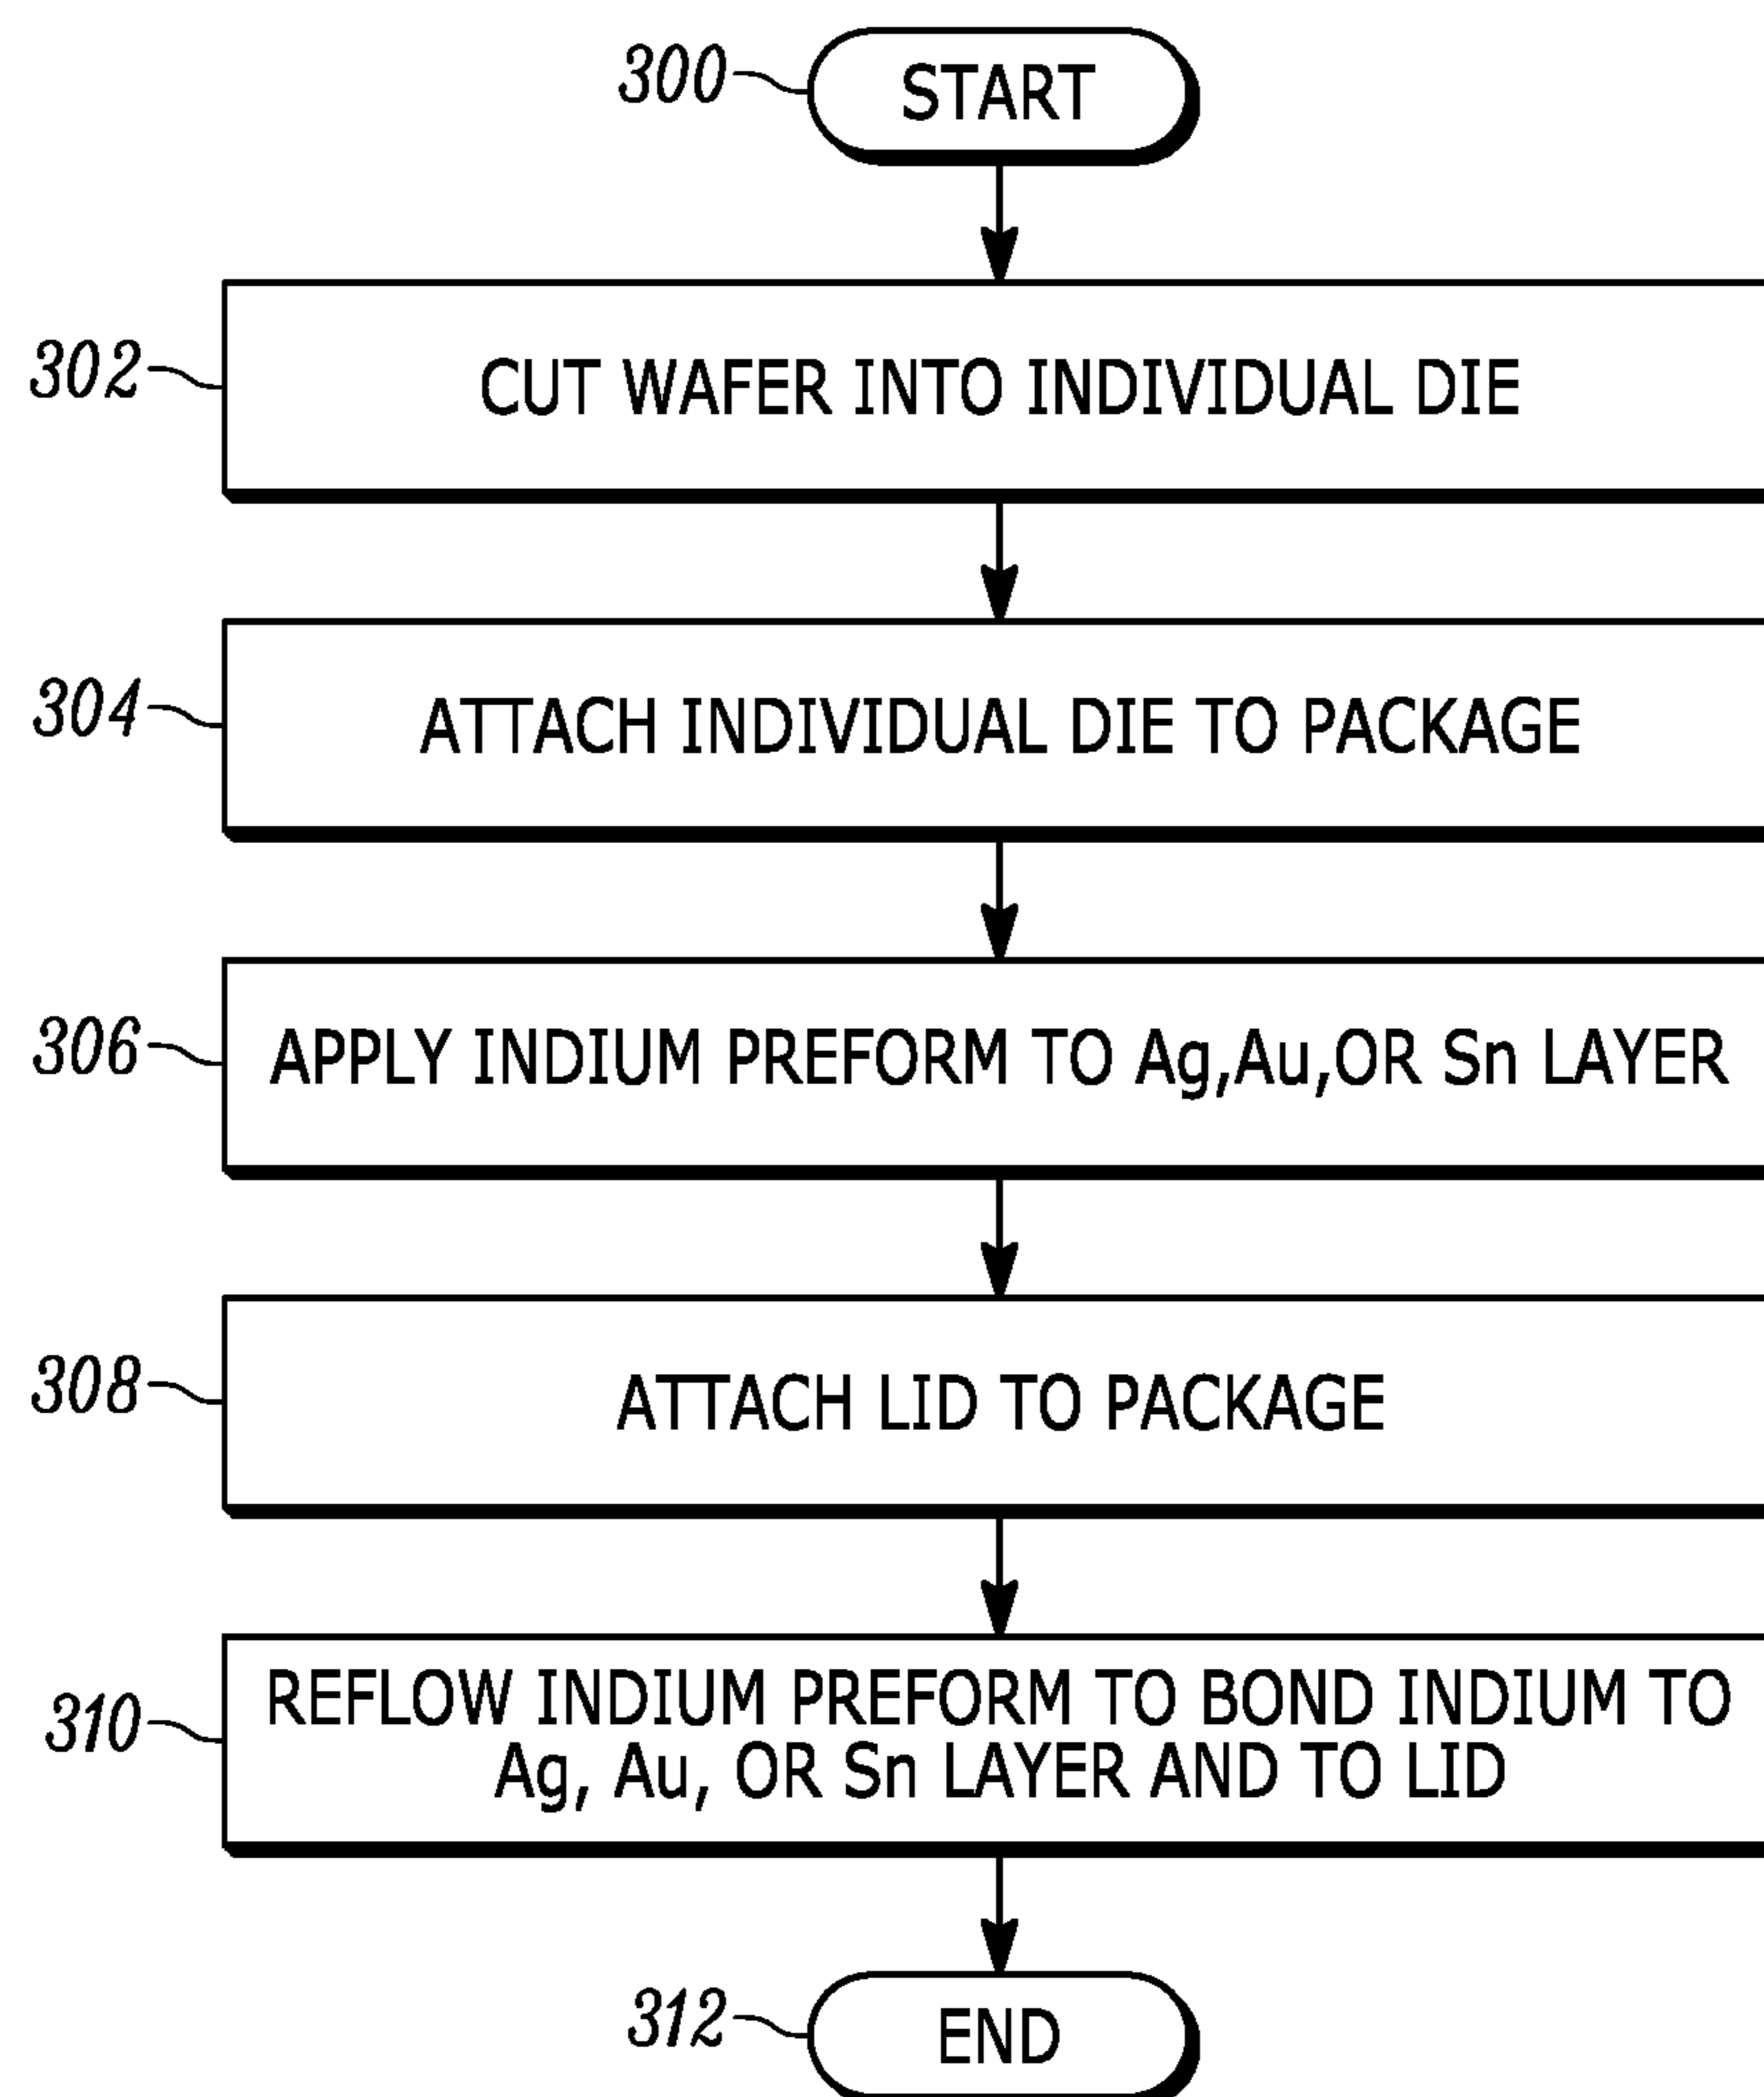 300
START
302
CUT WAFER INTO INDIVIDUAL DIE
304
ATTACH INDIVIDUAL DIE TO PACKAGE
306
APPLY INDIUM PREFORM TO Ag,Au,OR Sn LAYER
308
ATTACH LID TO PACKAGE
310
REFLOW INDIUM PREFORM TO BOND INDIUM TO
Ag, Au, OR Sn LAYER AND TO LID
312
END